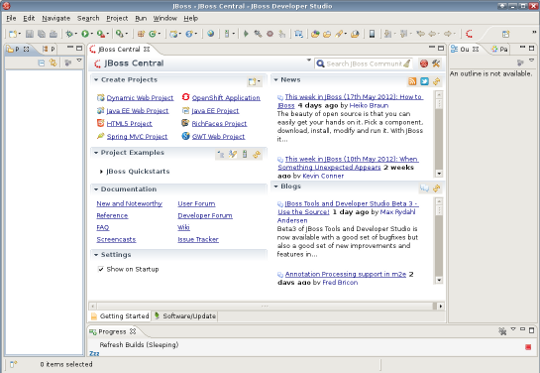 JBoss - JBoss Central - JBoss Developer Studio
File Edit Navigate Search Project Run Window Help
P P JBoss Central Ou Pa
JBoss Central
Search JBoss Communit
An outline is not available.
Create Projects
Dynamic Web Project OpenShift Application
Java EE Web Project Java EE Project
HTML5 Project RichFaces Project
Spring MVC Project GWT Web Project
Project Examples
JBoss Quickstarts
Documentation
New and Noteworthy User Forum
Reference Developer Forum
FAQ Wiki
Screencasts Issue Tracker
Settings
Show on Startup
News
This week in JBoss (17th May 2012): How to
JBoss 4 days ago by Heiko Braun
The beauty of open source is that you can
easily get your hands on it. Pick a component,
download, install, modify and run it. With JBoss
it...
This week in JBoss (10th May 2012): When
Something Unexpected Appears 2 weeks
ago by Kevin Conner
Blogs
JBoss Tools and Developer Studio Beta 3 -
Use the Source! 1 day ago by Max Rydahl
Andersen
Beta3 of JBoss Tools and Developer Studio is
now available with a good set of bugfixes but
also a good set of new improvements and
features in...
Annotation Processing support in m2e 2
days ago by Fred Bricon
Getting Started Software/Update
Progress
Refresh Builds (Sleeping)
Zzz
0 items selected